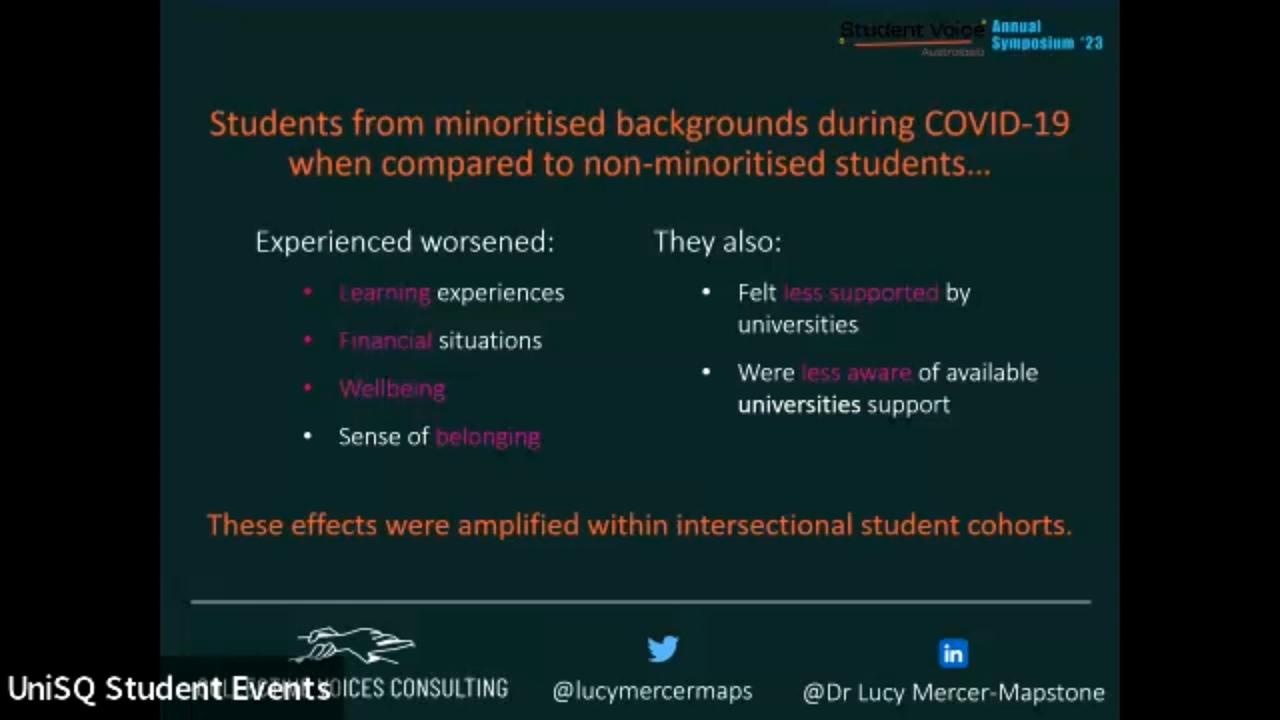 Student Voice
Australasia
Annual
Symposium '23
Students from minoritised backgrounds during COVID-19
when compared to non-minoritised students...
Experienced worsened:
• Learning experiences
• Financial situations
• Wellbeing
• Sense of belonging
They also:
• Felt less supported by
universities
• Were less aware of available
universities support
These effects were amplified within intersectional student cohorts.
VOICES CONSULTING
@lucymercermaps
in
@Dr Lucy Mercer-Mapstone
UniSQ Student Events